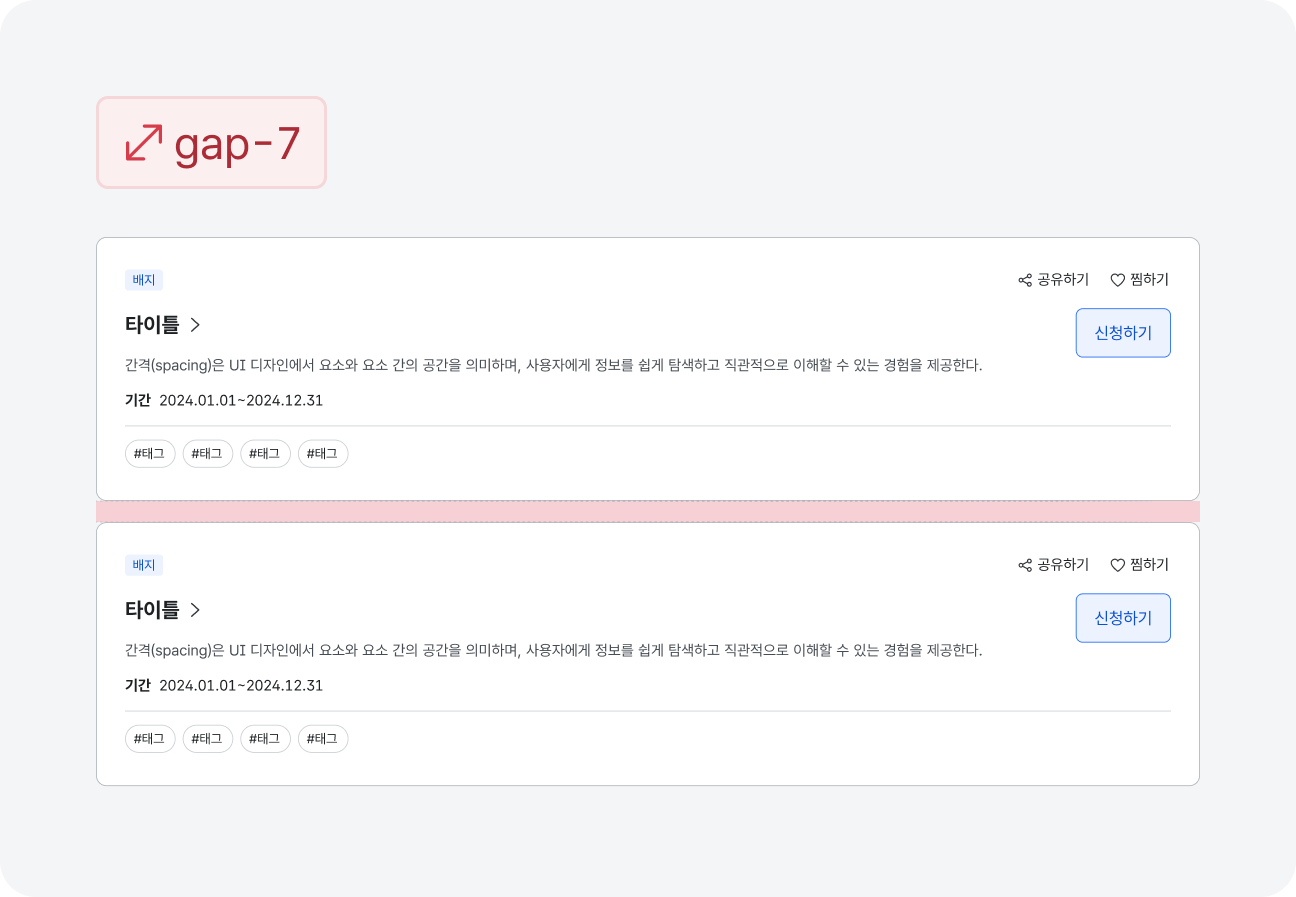 gap-7
배지
공유하기 찜하기
타이틀
신청하기
간격(spacing)은 UI 디자인에서 요소와 요소 간의 공간을 의미하며, 사용자에게 정보를 쉽게 탐색하고 직관적으로 이해할 수 있는 경험을 제공한다.
기간 2024.01.01~2024.12.31
#태그 #태그 #태그 #태그
배지
공유하기 찜하기
타이틀
신청하기
간격(spacing)은 UI 디자인에서 요소와 요소 간의 공간을 의미하며, 사용자에게 정보를 쉽게 탐색하고 직관적으로 이해할 수 있는 경험을 제공한다.
기간 2024.01.01~2024.12.31
#태그 #태그 #태그 #태그